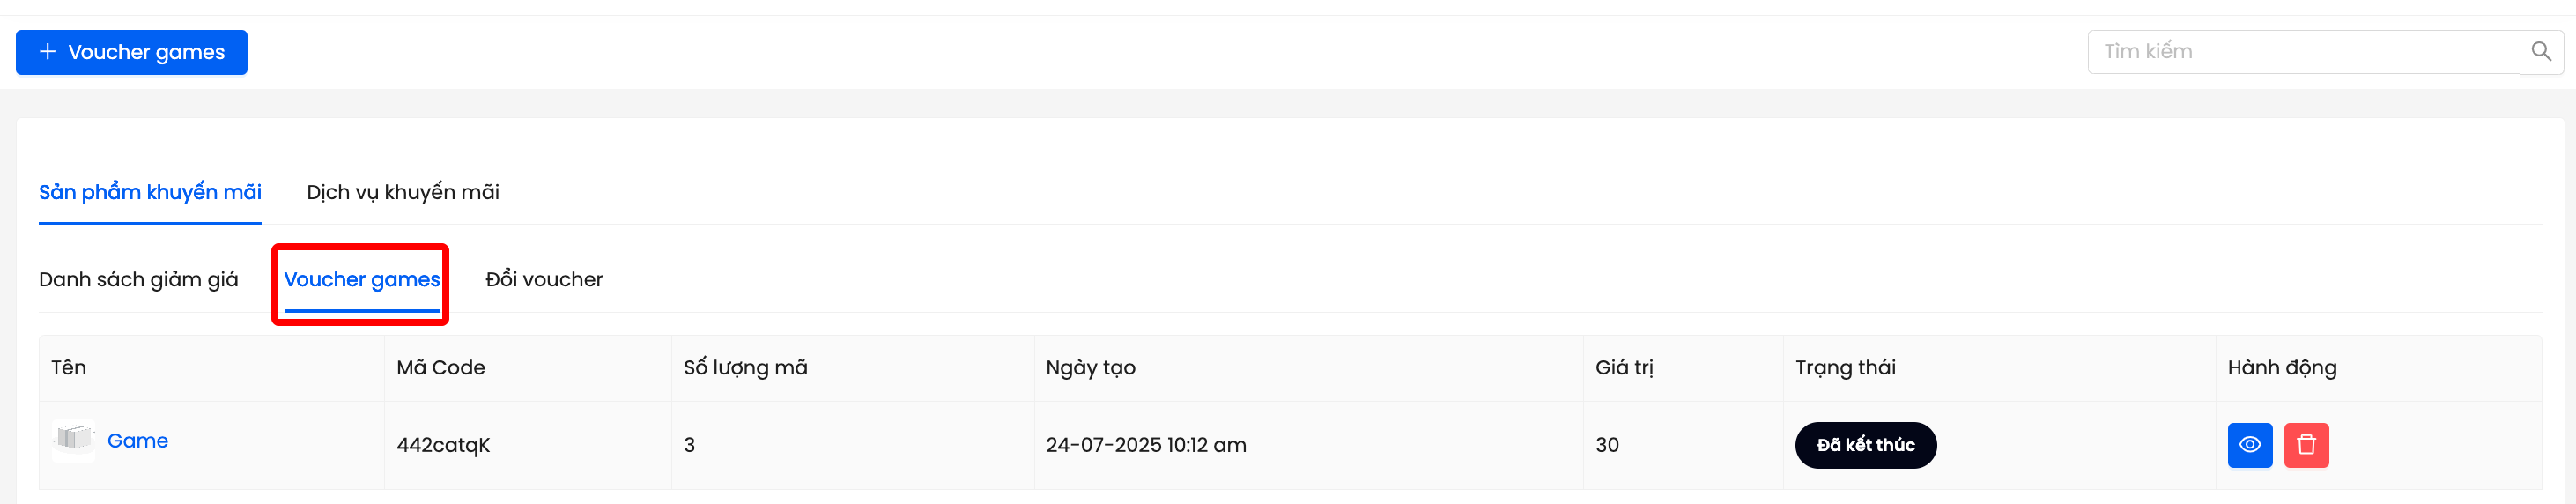 + Voucher games
Tìm kiếm
Sản phẩm khuyến mãi Dịch vụ khuyến mãi
Danh sách giảm giá Voucher games Đổi voucher
Tên Mã Code Số lượng mã Ngày tạo Giá trị Trạng thái Hành động
Game 442catqK 3 24-07-2025 10:12 am 30 Đã kết thúc